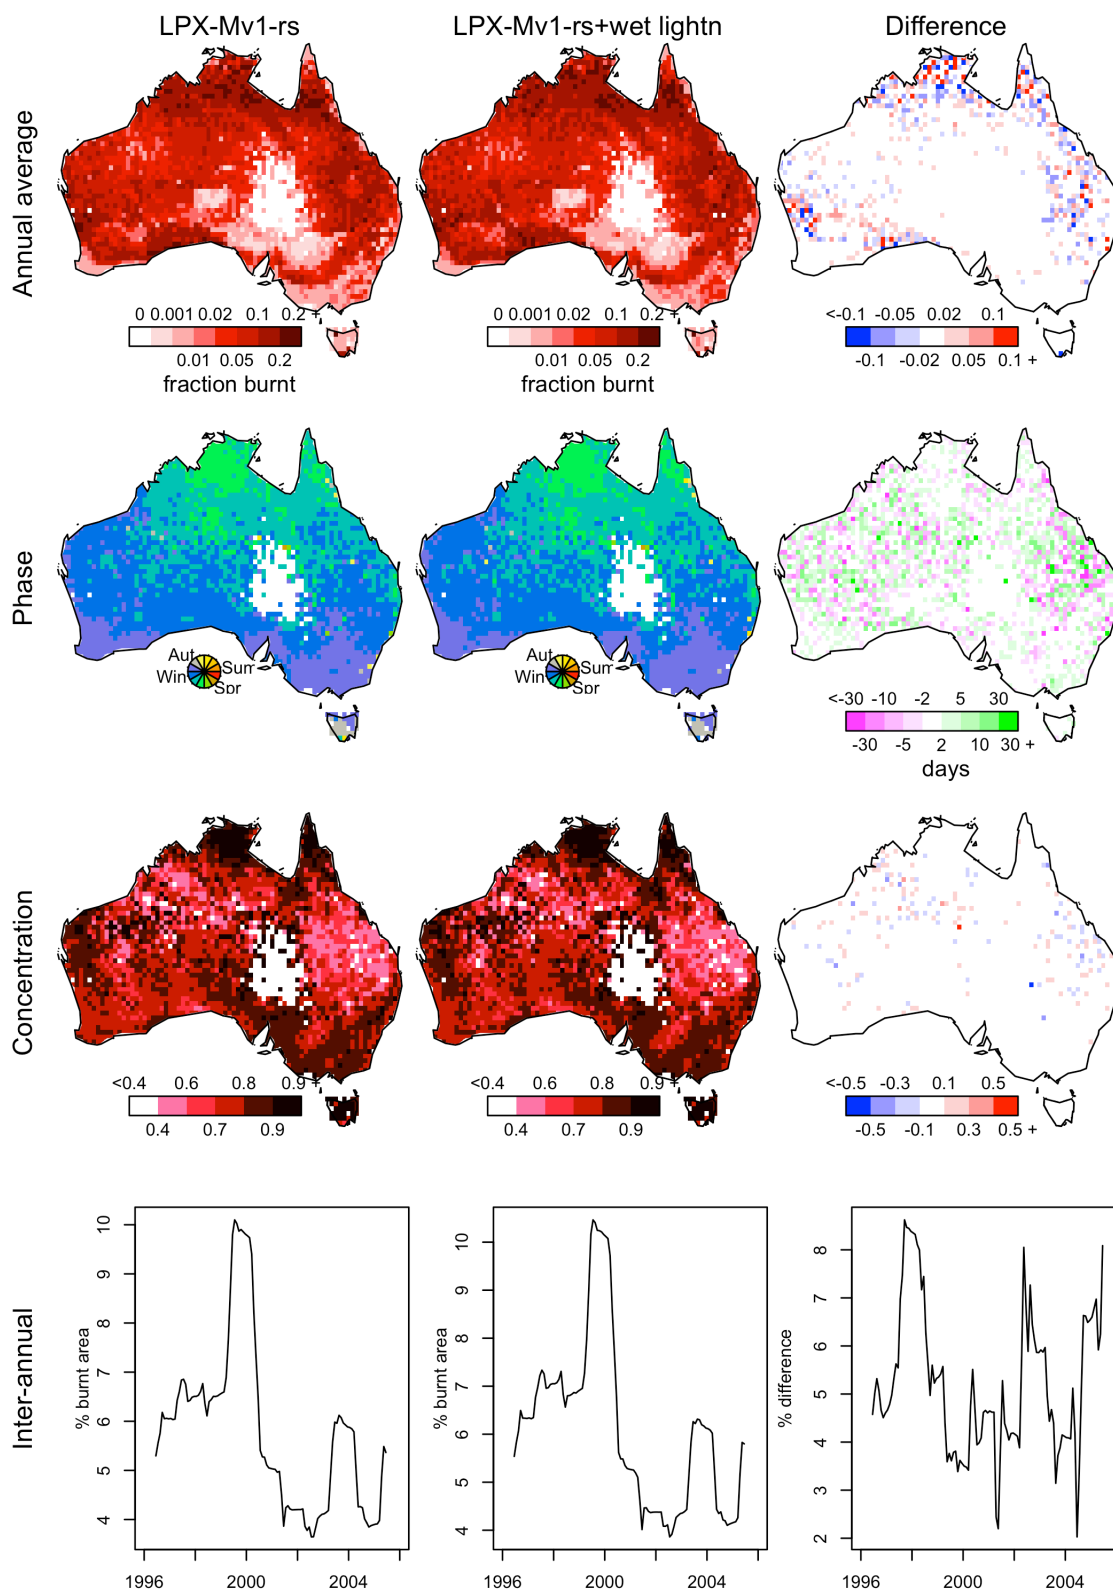 LPX-Mv1-rs
LPX-Mv1-rs+wet lightn
Difference
Annual average
0 0.001 0.02 0.1 0.2 +
0.01 0.05 0.2
fraction burnt
0 0.001 0.02 0.1 0.2 +
0.01 0.05 0.2
fraction burnt
<-0.1 -0.05 0.02 0.1
-0.1 -0.02 0.05 0.1 +
Phase
Aut
Sum
Win
Spr
Aut
Sum
Win
Spr
<-30 -10 -2 5 30
-30 -5 2 10 30 +
days
Concentration
<0.4 0.6 0.8 0.9 +
0.4 0.7 0.9
<0.4 0.6 0.8 0.9 +
0.4 0.7 0.9
<-0.5 -0.3 0.1 0.5
-0.5 -0.1 0.3 0.5 +
Inter-annual
% burnt area
10
9
8
7
6
5
4
1996 2000 2004
% burnt area
10
9
8
7
6
5
4
1996 2000 2004
% difference
8
7
6
5
4
3
2
1996 2000 2004